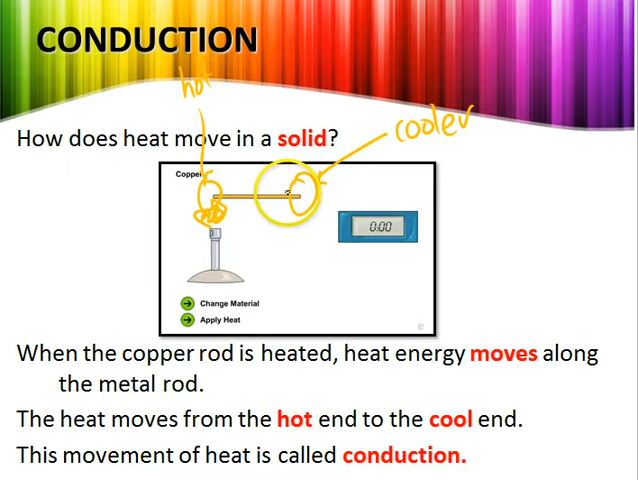 CONDUCTION
hot
How does heat move in a solid?
cooler
Copper
0:00
Change Material
Apply Heat
©
When the copper rod is heated, heat energy moves along
the metal rod.
The heat moves from the hot end to the cool end.
This movement of heat is called conduction.